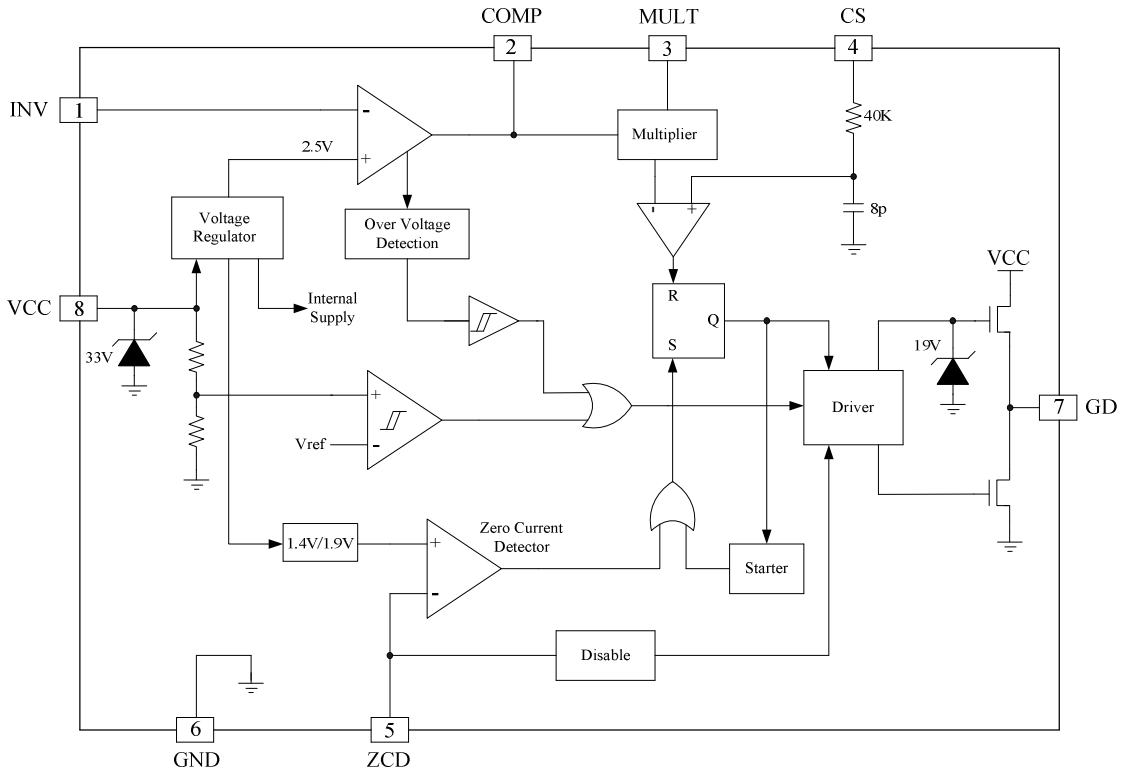 COMP
MULT
CS
2
3
4
INV
1
-
2.5V
+
Multiplier
40K
- +
8p
Voltage
Regulator
Over Voltage
Detection
VCC
VCC
8
Internal
Supply
R
Q
S
33V
19V
+
Vref
-
Driver
7
GD
1.4V/1.9V
+
-
Zero Current
Detector
Starter
Disable
6
5
GND
ZCD